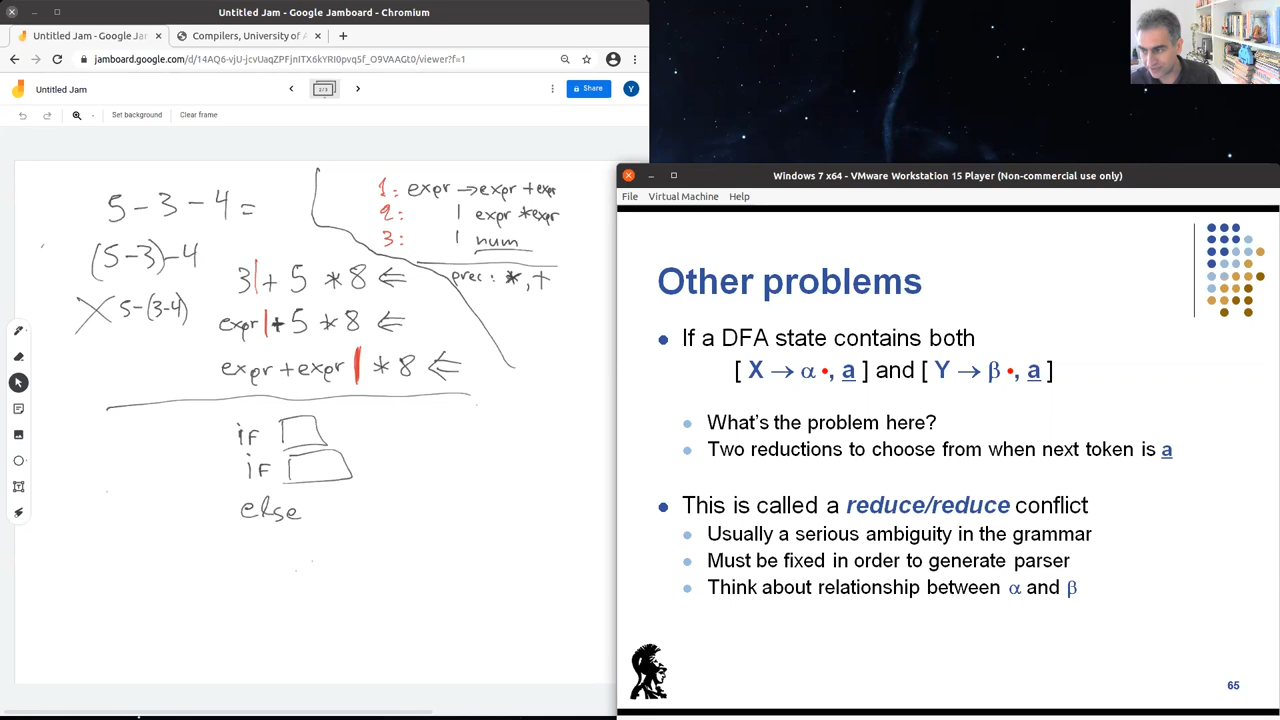 Untitled Jam - Google Jamboard - Chromium
Untitled Jam - Google Jam
Compilers, University of A
jamboard.google.com/d/14AQ6-vjU-jcvUaqZPFjnITX6kYRI0pvq5f_O9VAAGt0/viewer?f=1
Untitled Jam
2/3
Share
Y
Set background
Clear frame
5 - 3 - 4 =
(5-3)-4
5-(3-4)
1: expr → expr + expr
2: | expr * expr
3: | num
prec: *, +
3 | + 5 * 8 ⇐
expr | + 5 * 8 ⇐
expr + expr | * 8 ⇐
if
if
else
Windows 7 x64 - VMware Workstation 15 Player (Non-commercial use only)
File Virtual Machine Help
Other problems
If a DFA state contains both
[ X → α •, a ] and [ Y → β •, a ]
What's the problem here?
Two reductions to choose from when next token is a
This is called a reduce/reduce conflict
Usually a serious ambiguity in the grammar
Must be fixed in order to generate parser
Think about relationship between α and β
65